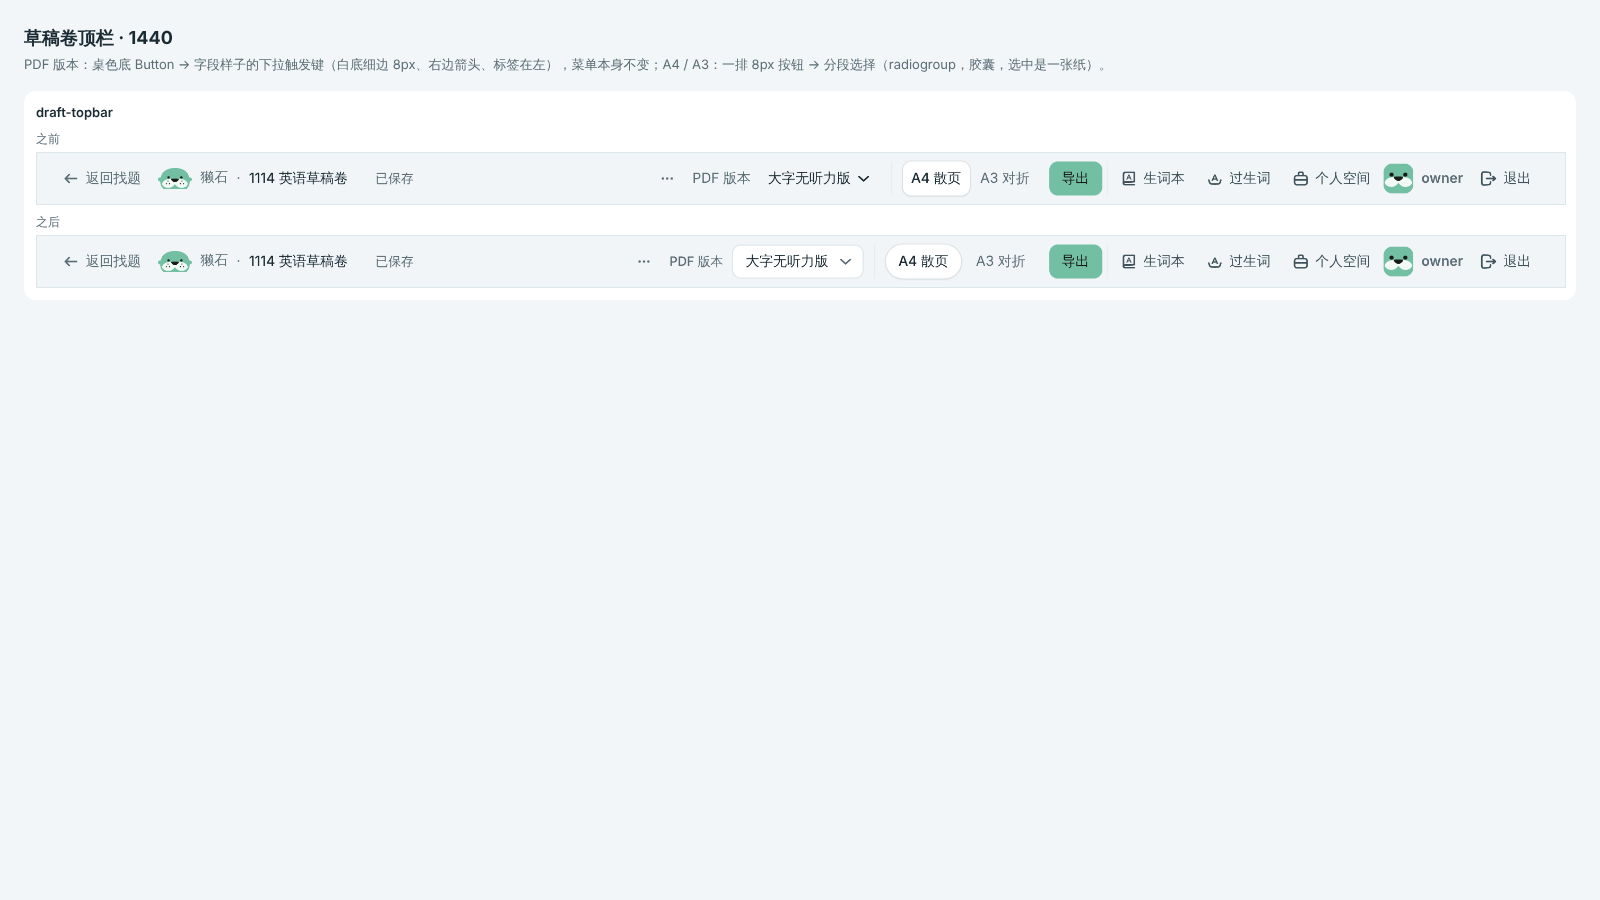 草稿卷顶栏 · 1440
PDF 版本：桌色底 Button → 字段样子的下拉触发键（白底细边 8px、右边箭头、标签在左），菜单本身不变；A4 / A3：一排 8px 按钮 → 分段选择（radiogroup，胶囊，选中是一张纸）。
draft-topbar
之前
返回找题 獭石 · 1114 英语草稿卷 已保存 ··· PDF 版本 大字无听力版 A4 散页 A3 对折 导出 生词本 过生词 个人空间 owner 退出
之后
返回找题 獭石 · 1114 英语草稿卷 已保存 ··· PDF 版本 大字无听力版 A4 散页 A3 对折 导出 生词本 过生词 个人空间 owner 退出